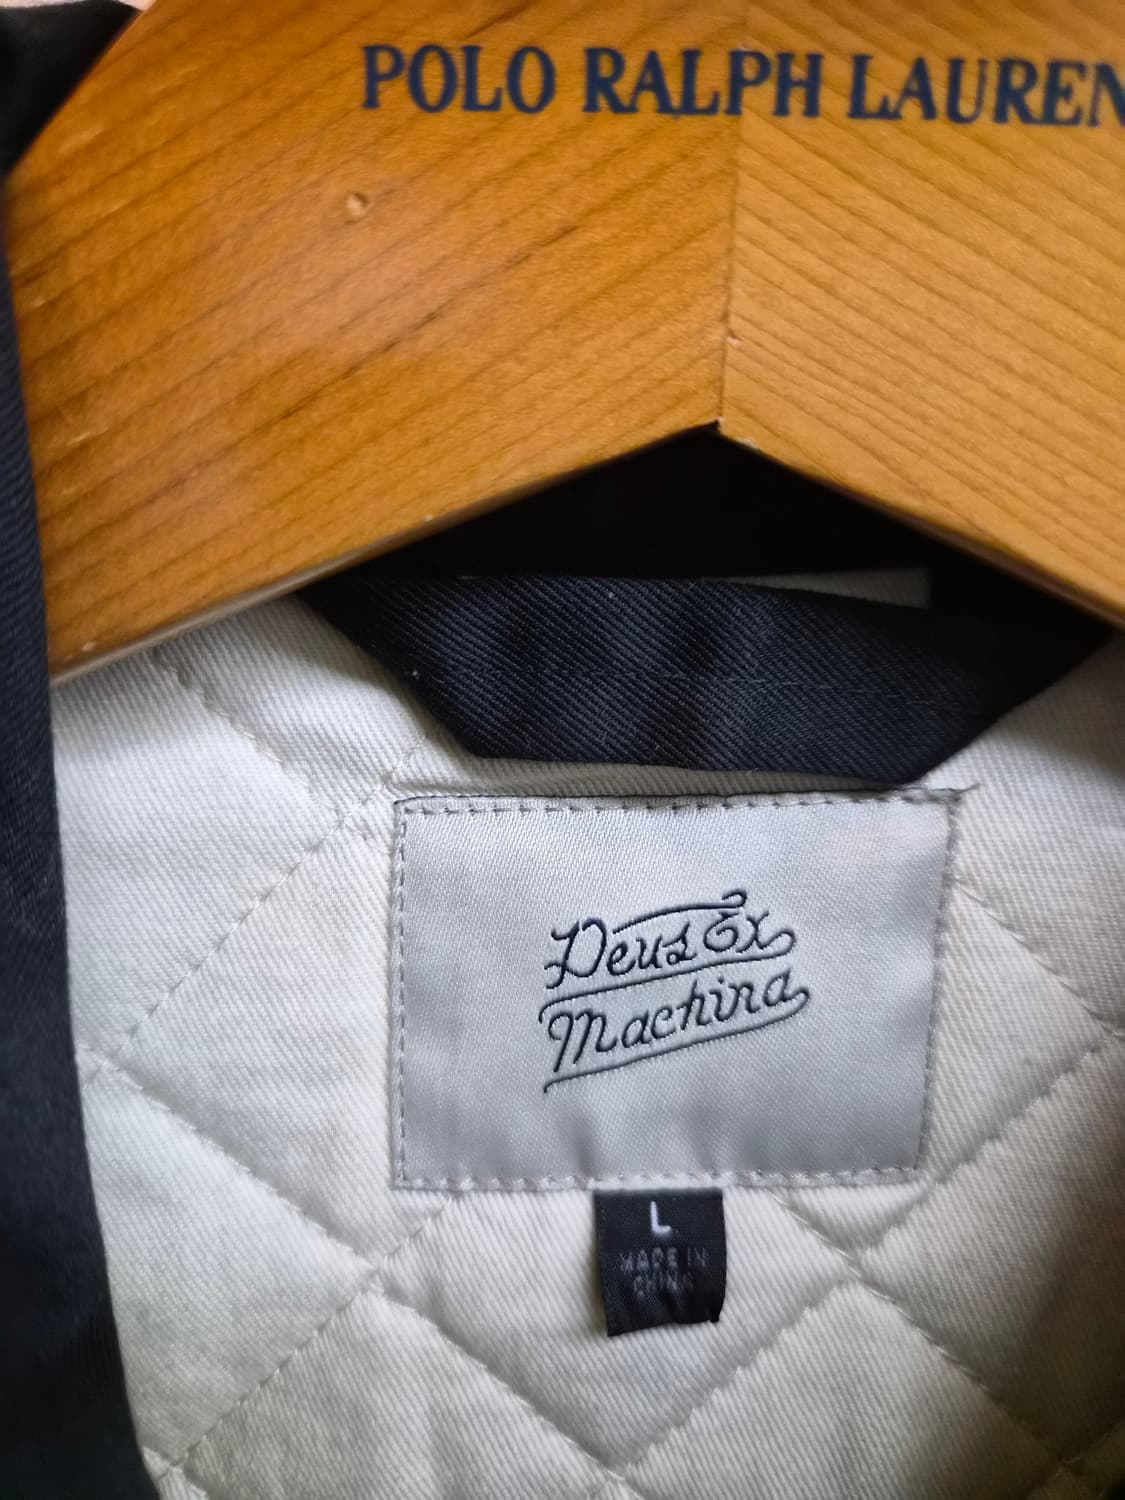 POLO RALPH LAUREN
Deus Ex
Machina
L
MADE IN
CHINA